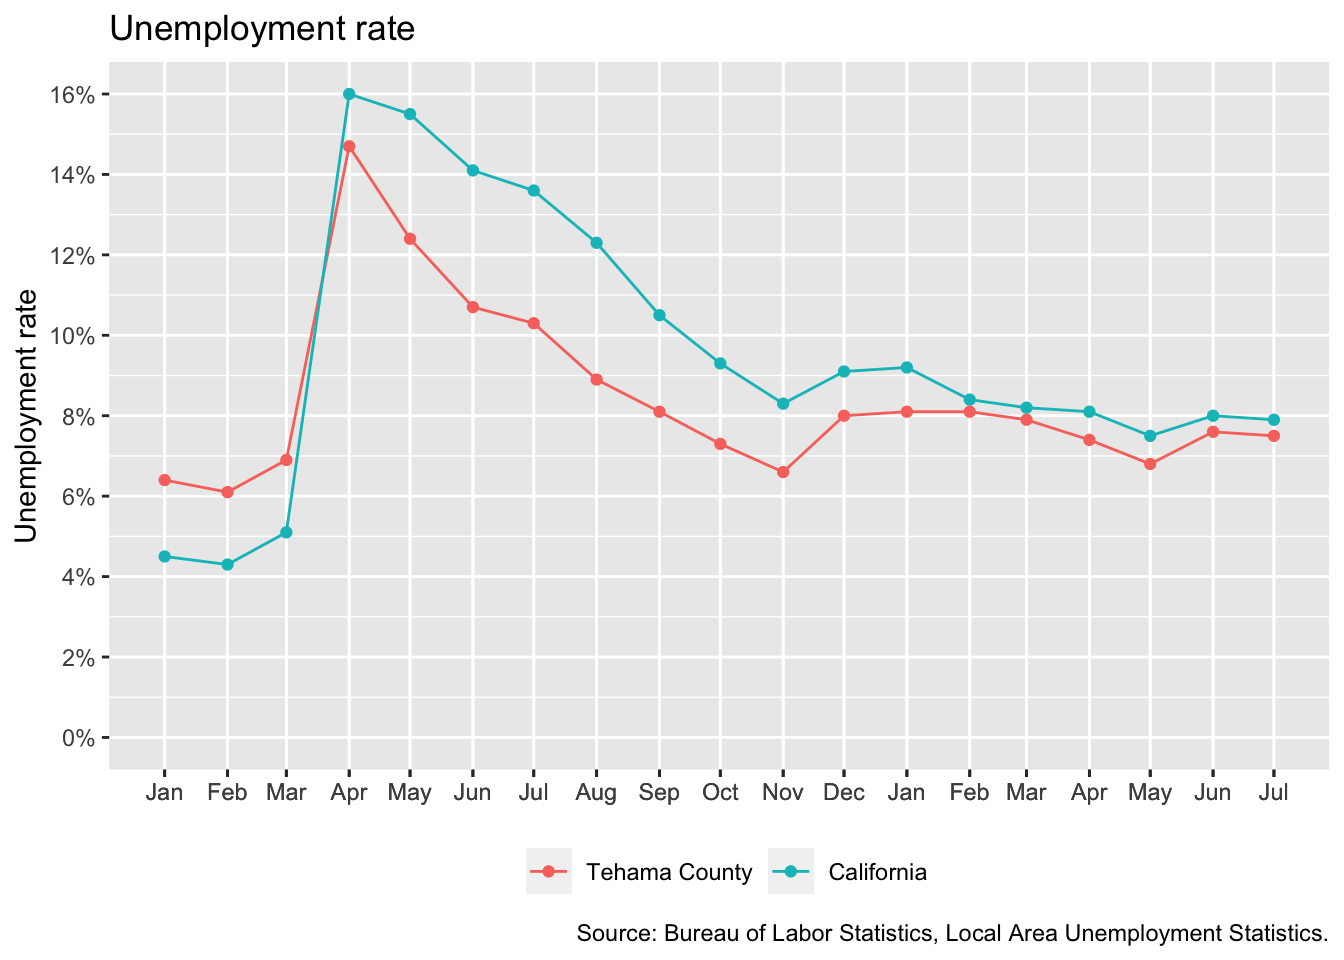 Unemployment rate
Unemployment rate
16%
14%
12%
10%
8%
6%
4%
2%
0%
Jan Feb Mar Apr May Jun Jul Aug Sep Oct Nov Dec Jan Feb Mar Apr May Jun Jul
Tehama County California
Source: Bureau of Labor Statistics, Local Area Unemployment Statistics.